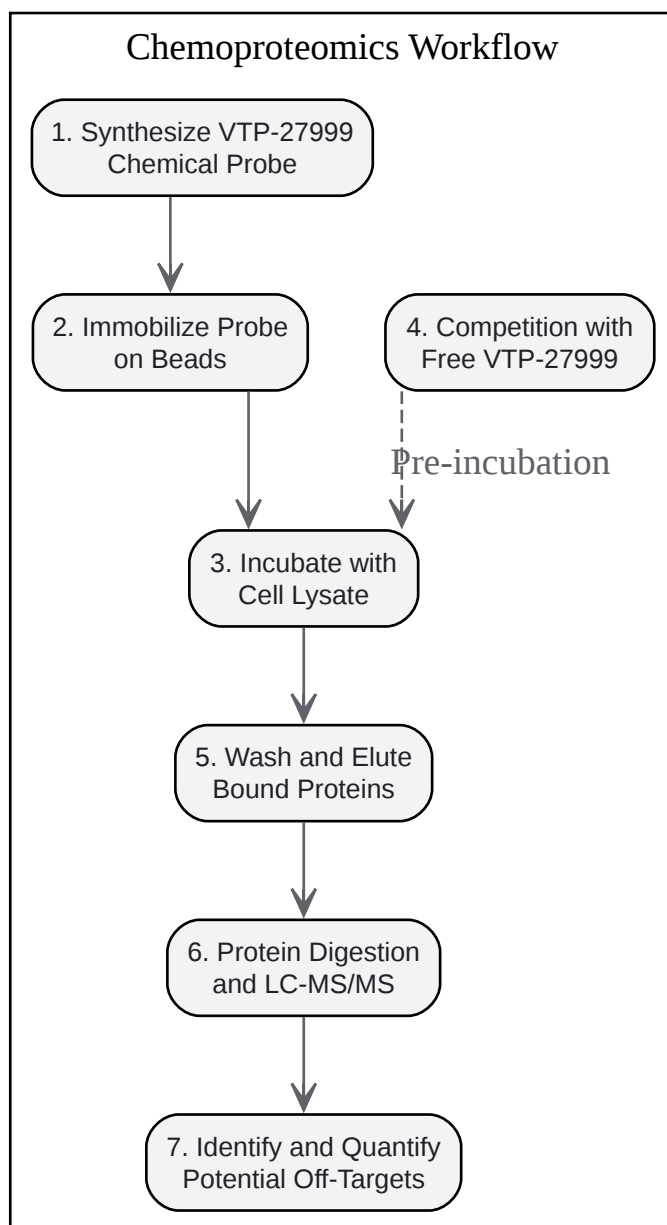 Chemoproteomics Workflow
1. Synthesize VTP-27999
Chemical Probe
2. Immobilize Probe
on Beads
4. Competition with
Free VTP-27999
Pre-incubation
3. Incubate with
Cell Lysate
5. Wash and Elute
Bound Proteins
6. Protein Digestion
and LC-MS/MS
7. Identify and Quantify
Potential Off-Targets